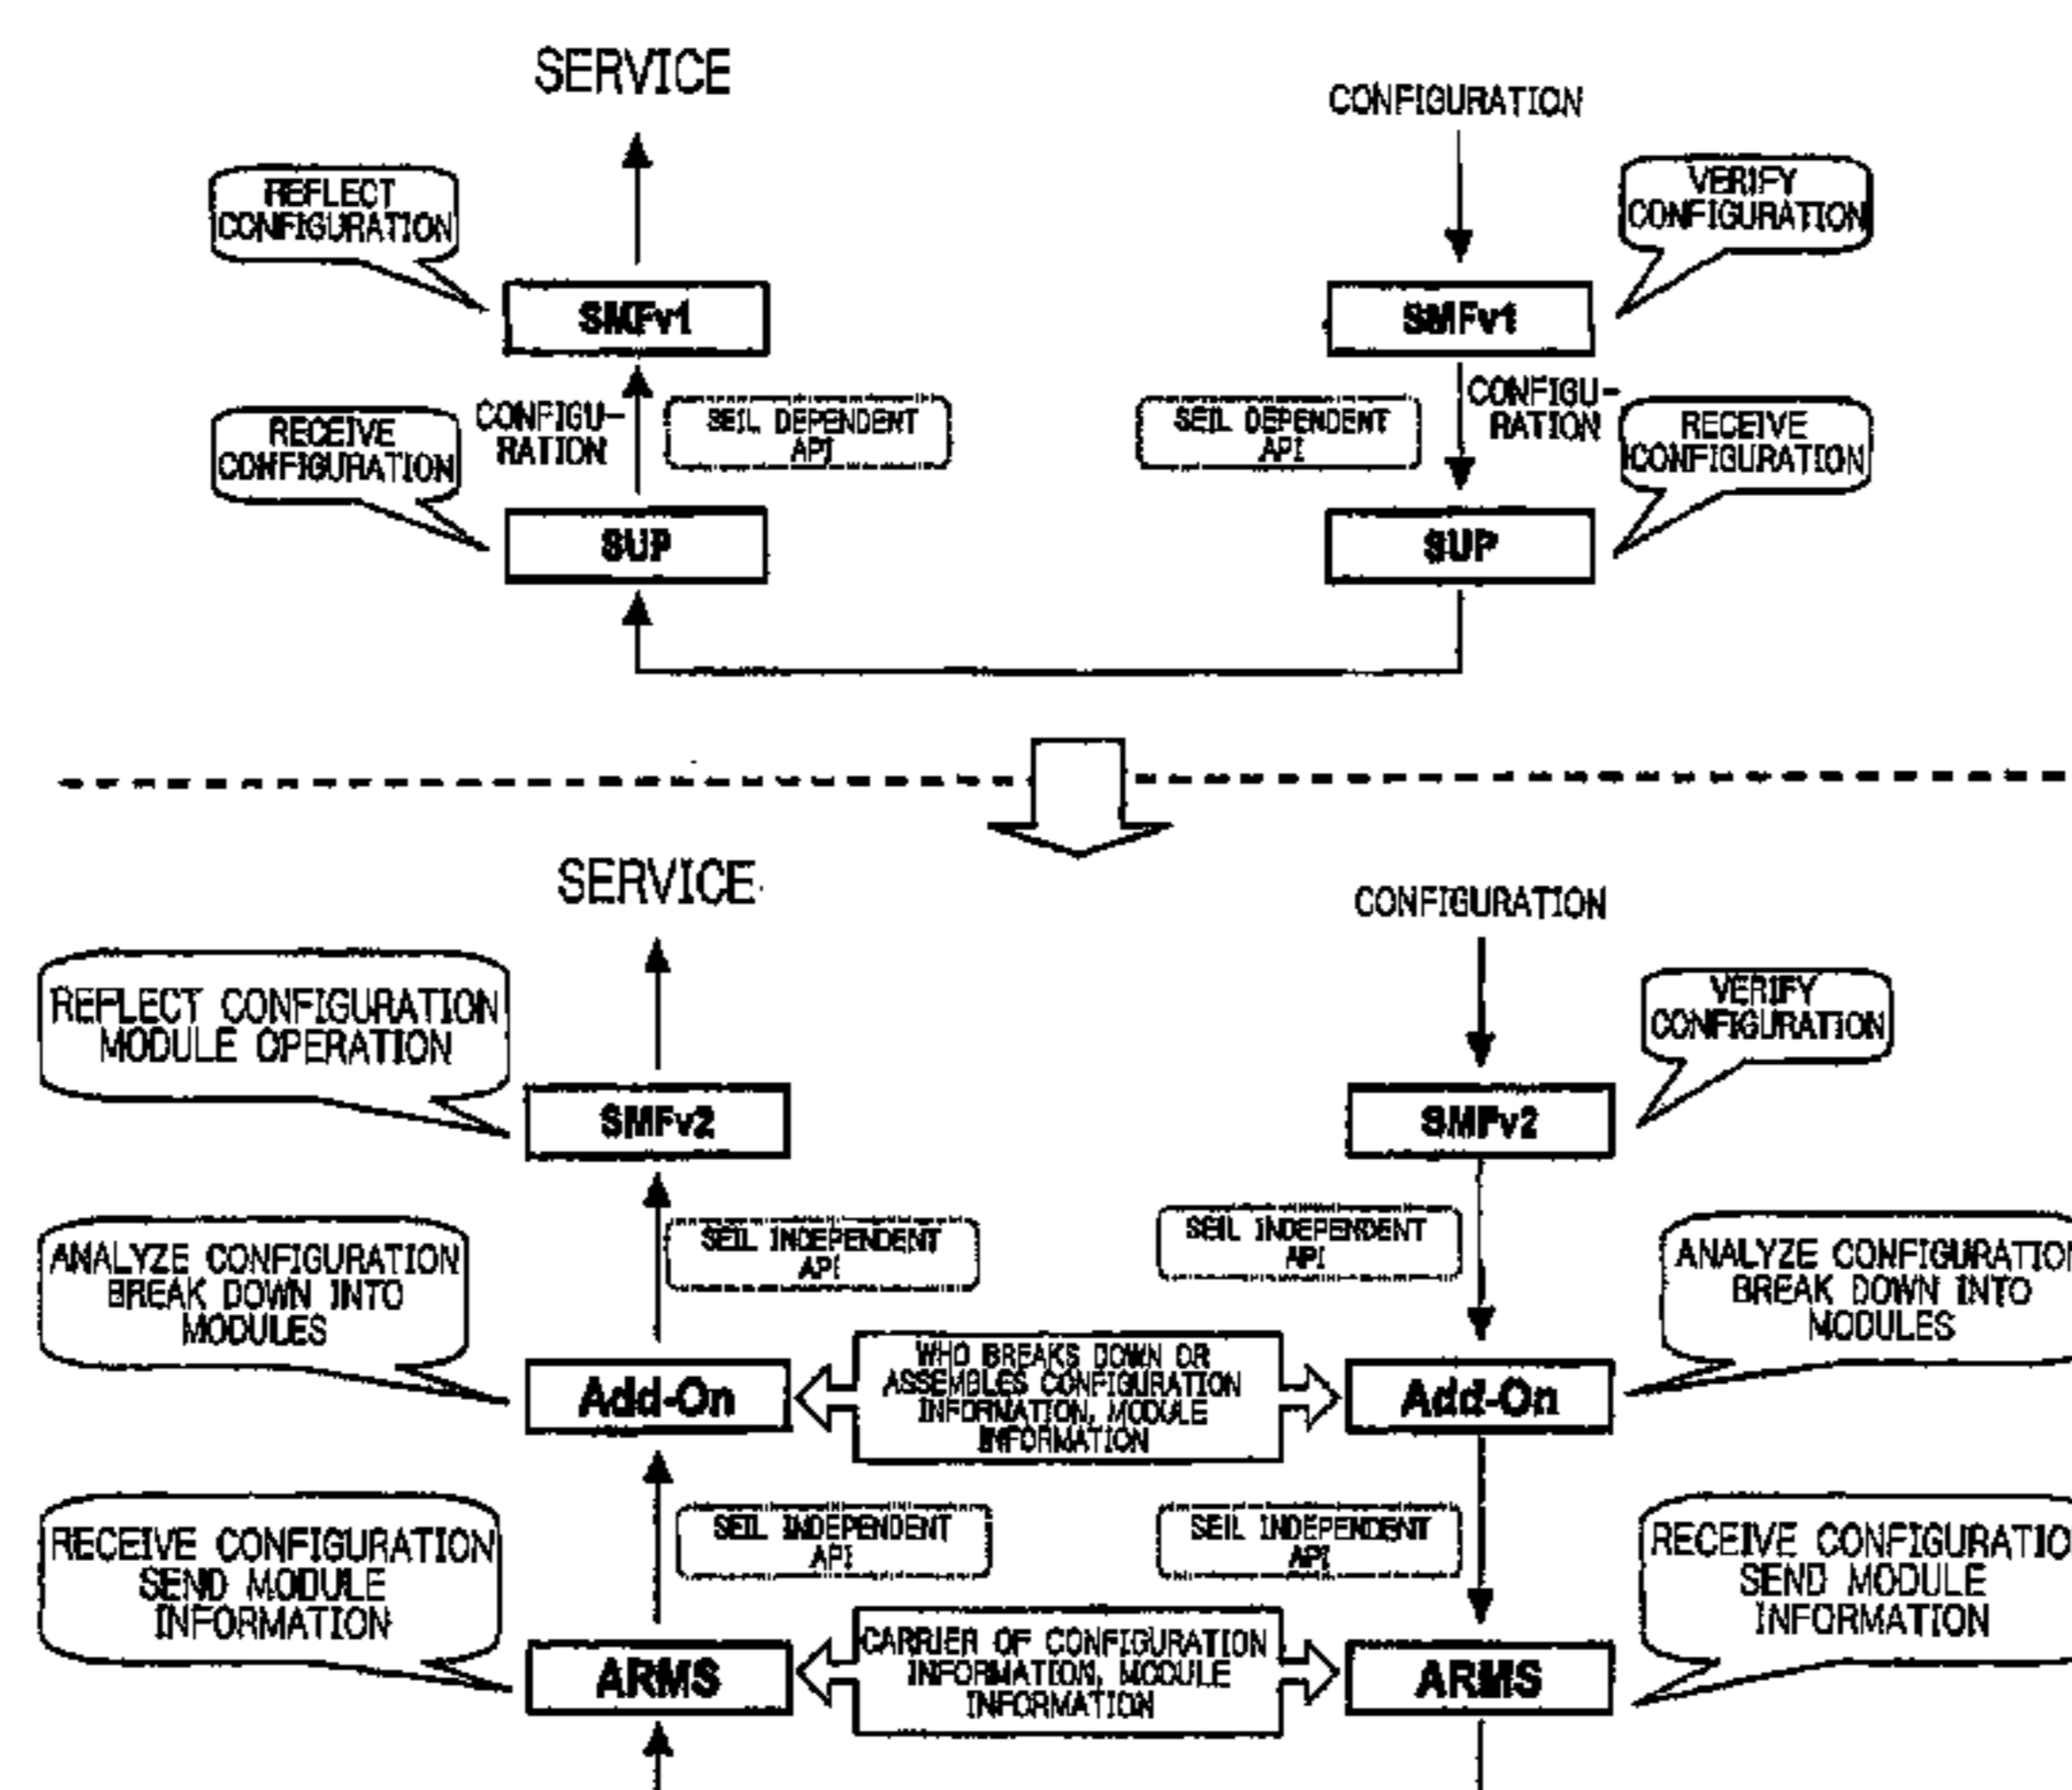 SERVICE
CONFIGURATION
REFLECT
CONFIGURATION
VERIFY
CONFIGURATION
SMFv1
SMFv1
RECEIVE
CONFIGURATION
CONFIGU-
RATION
SEIL DEPENDENT
API
SEIL DEPENDENT
API
CONFIGU-
RATION
RECEIVE
CONFIGURATION
SUP
SUP
SERVICE
CONFIGURATION
REFLECT CONFIGURATION
MODULE OPERATION
VERIFY
CONFIGURATION
SMFv2
SMFv2
ANALYZE CONFIGURATION
BREAK DOWN INTO
MODULES
SEIL INDEPENDENT
API
SEIL INDEPENDENT
API
ANALYZE CONFIGURATION
BREAK DOWN INTO
MODULES
Add-On
WHO BREAKS DOWN OR
ASSEMBLES CONFIGURATION
INFORMATION, MODULE
INFORMATION
Add-On
RECEIVE CONFIGURATION
SEND MODULE
INFORMATION
SEIL INDEPENDENT
API
SEIL INDEPENDENT
API
RECEIVE CONFIGURATIO
SEND MODULE
INFORMATION
ARMS
CARRIER OF CONFIGURATION
INFORMATION, MODULE
INFORMATION
ARMS